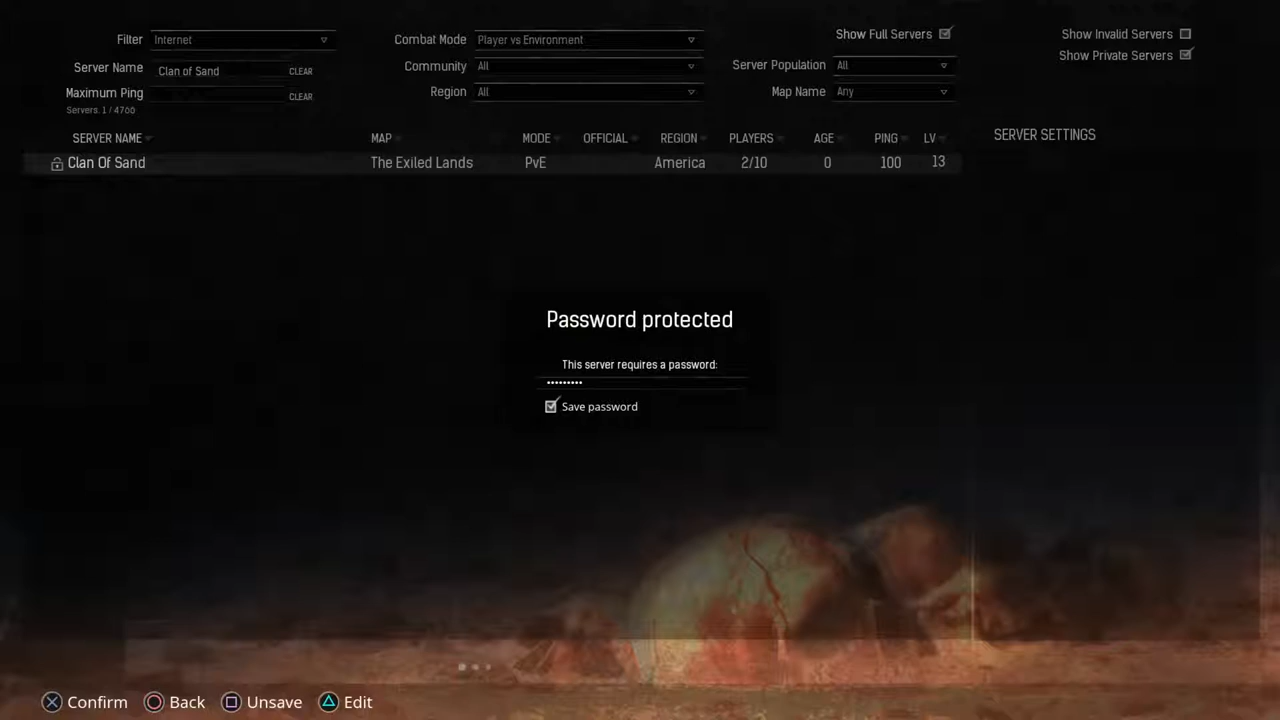 Filter Internet
Combat Mode Player vs Environment
Show Full Servers
Show Invalid Servers
Server Name Clan of Sand CLEAR
Community All
Server Population All
Show Private Servers
Maximum Ping CLEAR
Region All
Map Name Any
Servers. 1 / 4700
SERVER NAME MAP MODE OFFICIAL REGION PLAYERS AGE PING LV
SERVER SETTINGS
Clan Of Sand The Exiled Lands PvE America 2/10 0 100 13
Password protected
This server requires a password:
•••••••••
Save password
Confirm Back Unsave Edit